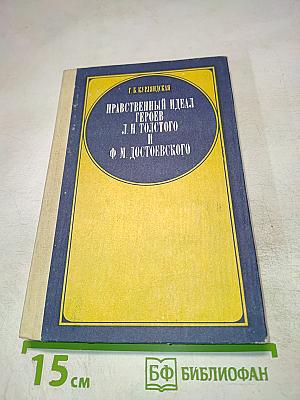 Г. Б. КУРЛЯНДСКАЯ
НРАВСТВЕННЫЙ ИДЕАЛ
ГЕРОЕВ
Л. Н. ТОЛСТОГО
И
Ф. М. ДОСТОЕВСКОГО
15 см
БФ БИБЛИОФАН